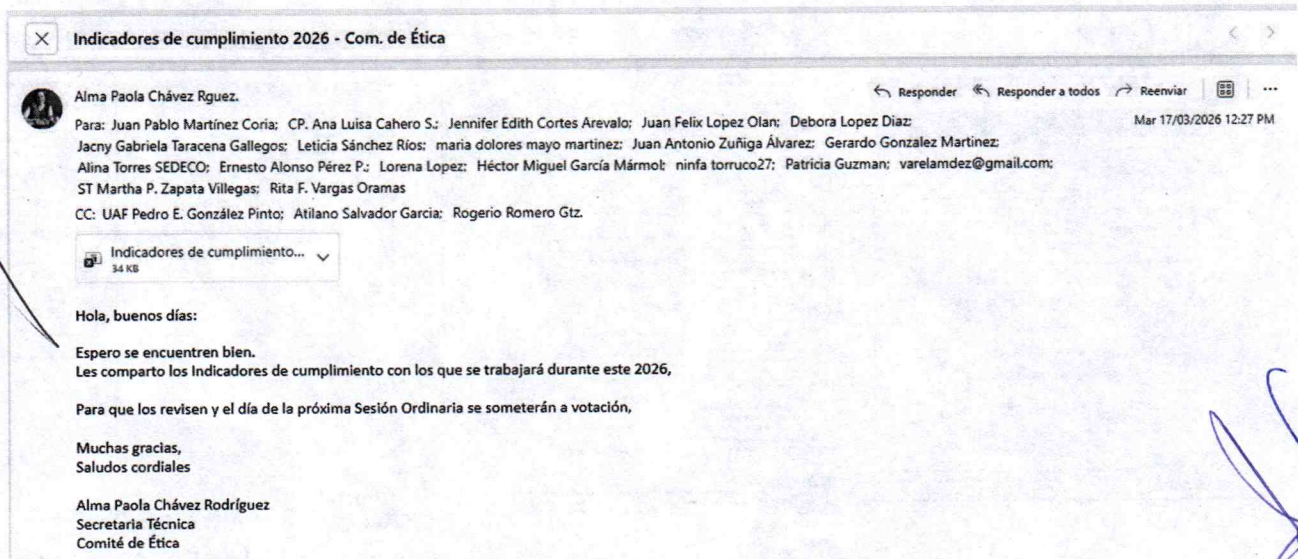 Indicadores de cumplimiento 2026 - Com. de Ética
Alma Paola Chávez Rguez.
Responder Responder a todos Reenviar
Para: Juan Pablo Martínez Coria; CP. Ana Luisa Cahero S.; Jennifer Edith Cortes Arevalo; Juan Felix Lopez Olan; Debora Lopez Diaz;
Mar 17/03/2026 12:27 PM
Jacny Gabriela Taracena Gallegos; Leticia Sánchez Ríos; maria dolores mayo martinez; Juan Antonio Zuñiga Álvarez; Gerardo Gonzalez Martinez;
Alina Torres SEDECO; Ernesto Alonso Pérez P.; Lorena Lopez; Héctor Miguel García Mármol; ninfa torruco27; Patricia Guzman; varelamdez@gmail.com;
ST Martha P. Zapata Villegas; Rita F. Vargas Oramas
CC: UAF Pedro E. González Pinto; Atilano Salvador Garcia; Rogerio Romero Gtz.
Indicadores de cumplimiento...
34 KB
Hola, buenos días:
Espero se encuentren bien.
Les comparto los Indicadores de cumplimiento con los que se trabajará durante este 2026,
Para que los revisen y el día de la próxima Sesión Ordinaria se someterán a votación,
Muchas gracias,
Saludos cordiales
Alma Paola Chávez Rodríguez
Secretaria Técnica
Comité de Ética